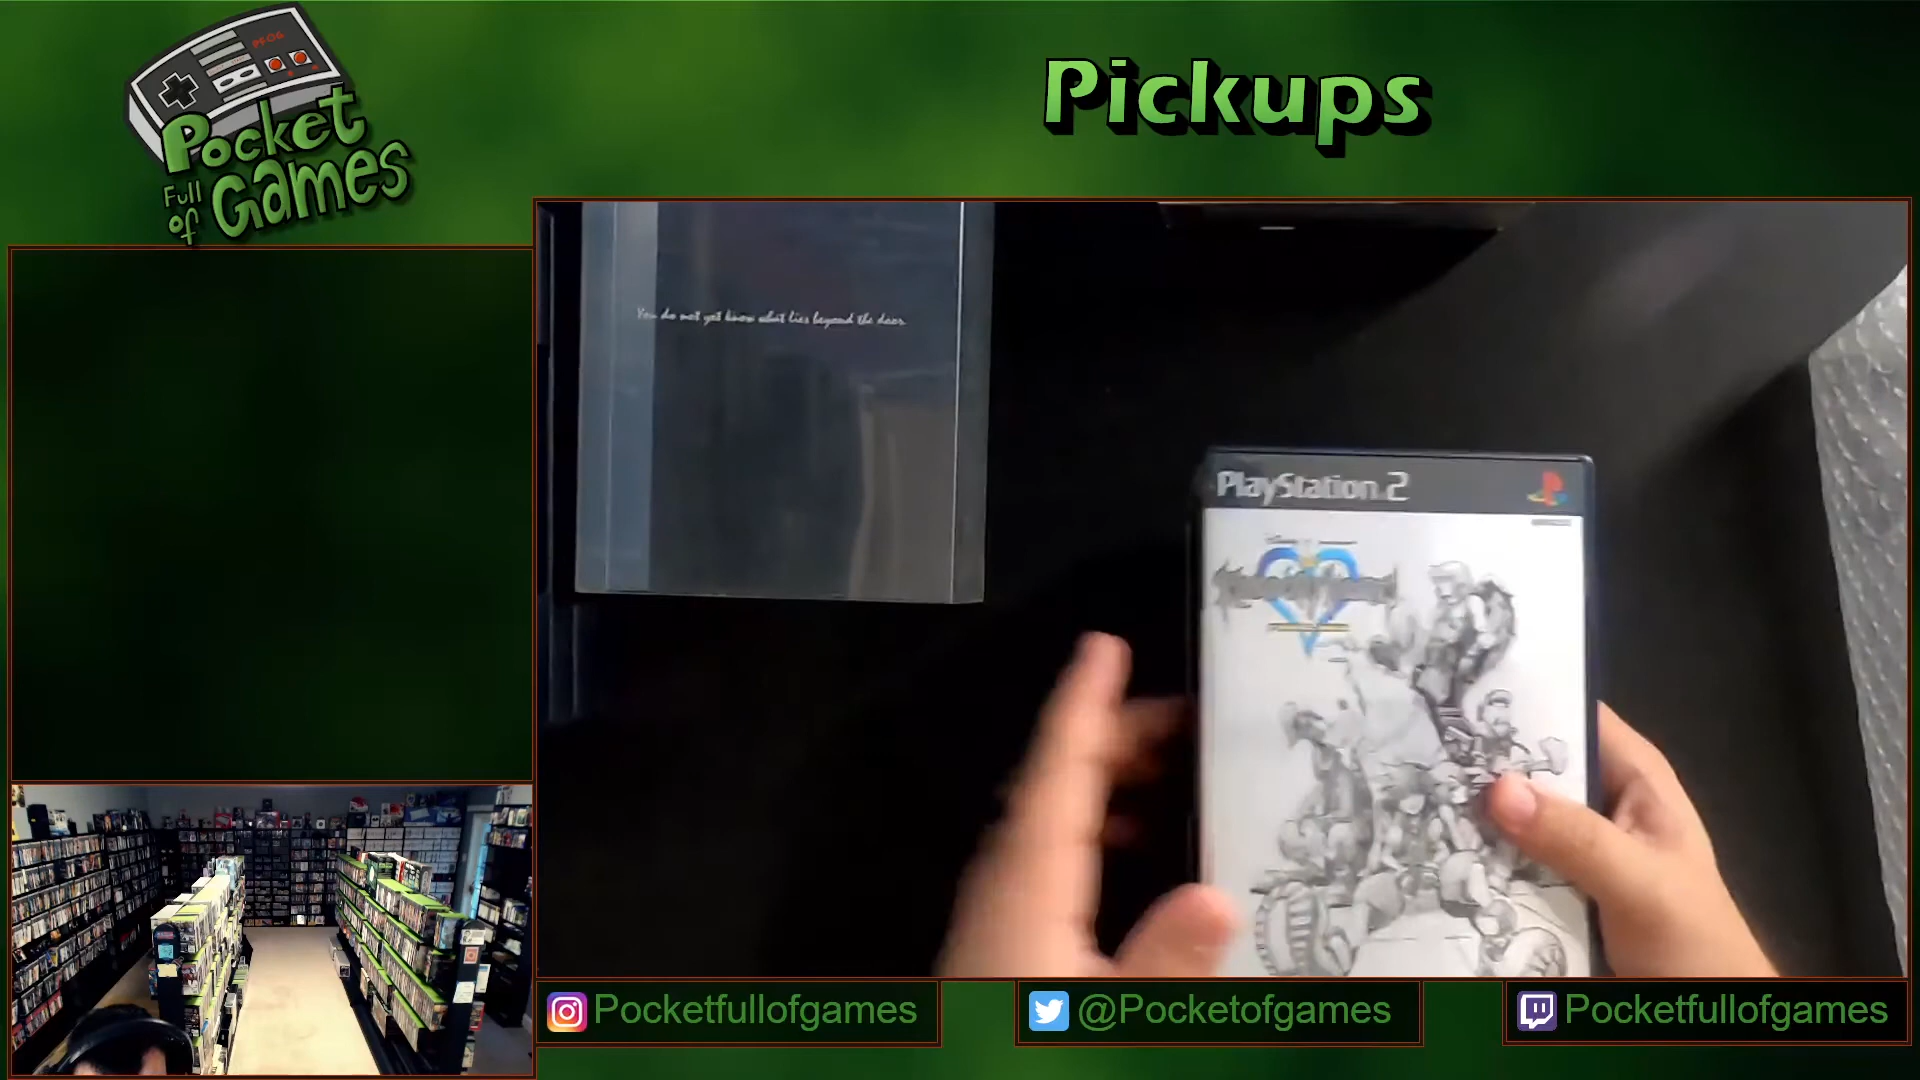 PFOG
Pocket
Full
of
Games
Pickups
You do not yet know what lies beyond the door.
PlayStation 2
Pocketfullofgames
@Pocketofgames
Pocketfullofgames